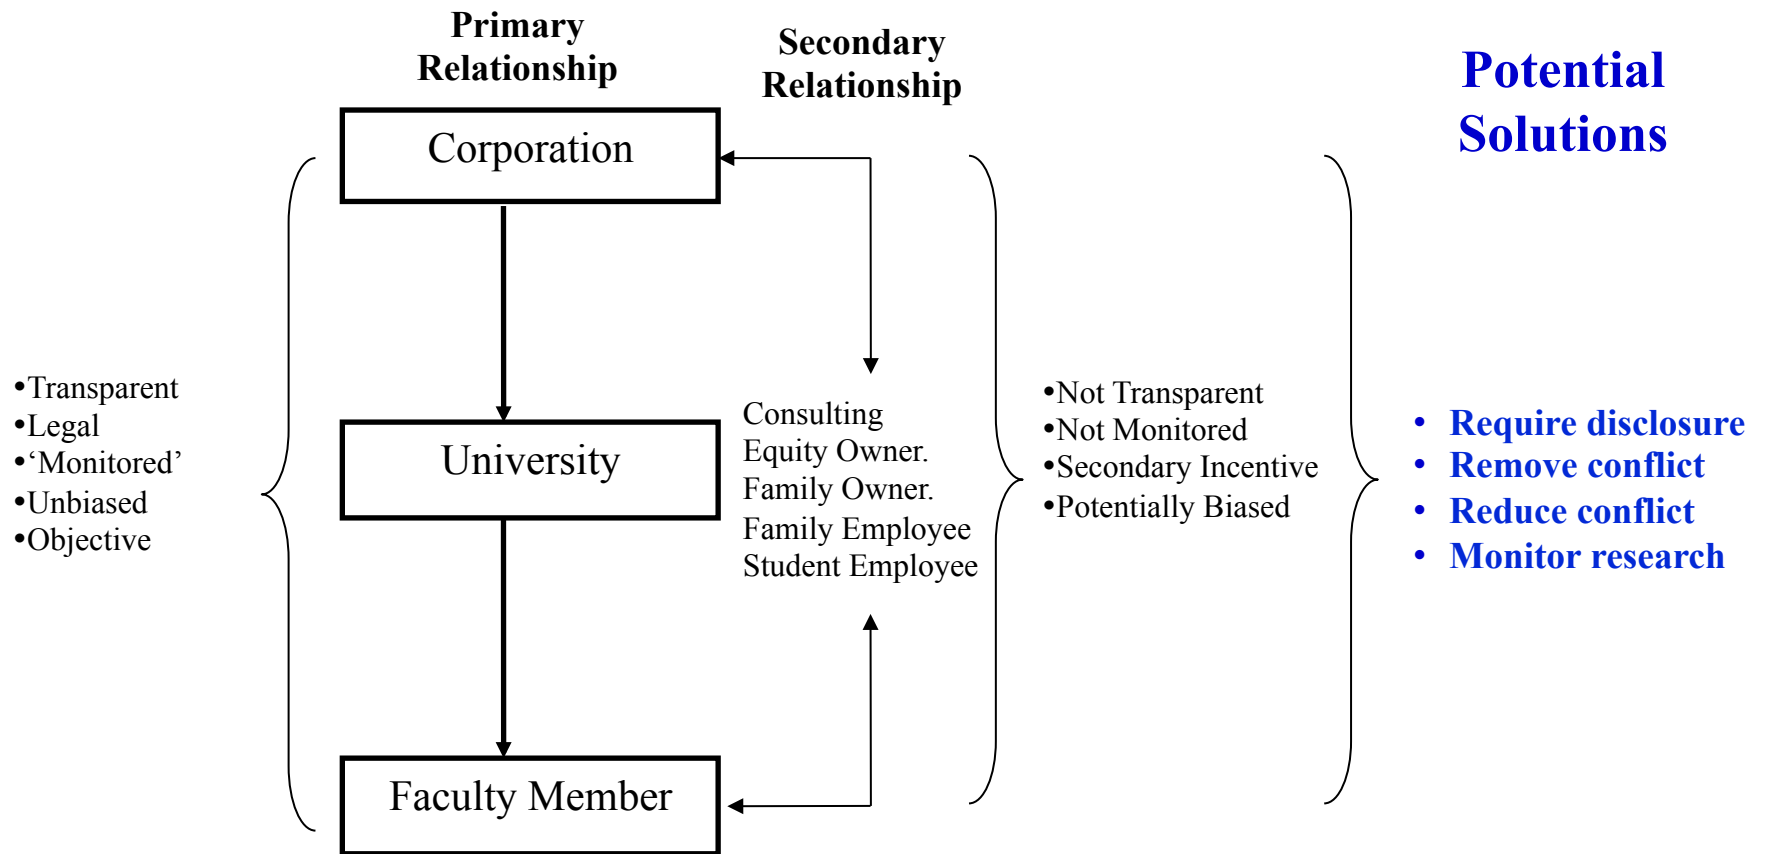 Primary
Relationship
Secondary
Relationship
Potential
Solutions
Corporation
University
Faculty Member
•Transparent
•Legal
•‘Monitored’
•Unbiased
•Objective
Consulting
Equity Owner.
Family Owner.
Family Employee
Student Employee
•Not Transparent
•Not Monitored
•Secondary Incentive
•Potentially Biased
• Require disclosure
• Remove conflict
• Reduce conflict
• Monitor research